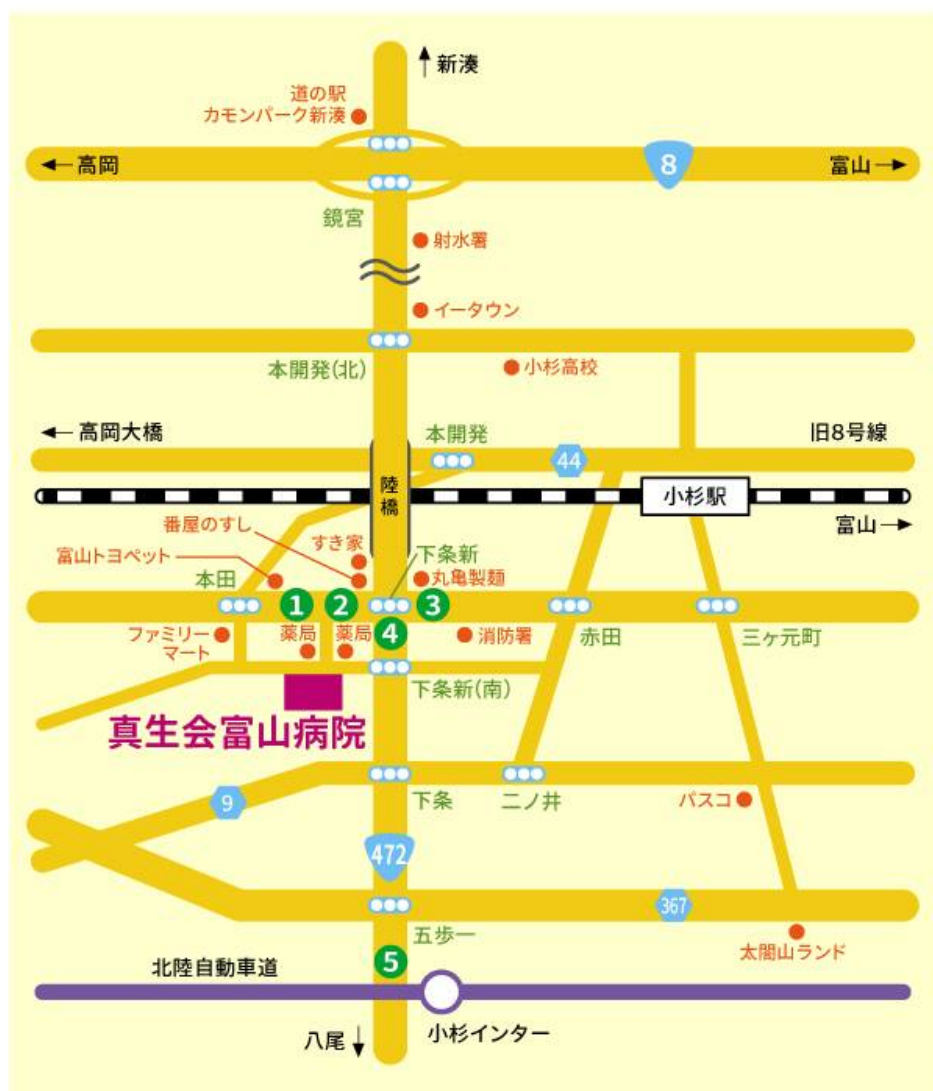 新湊
道の駅
カモンパーク新湊
高岡
8
富山
鏡宮
射水署
イータウン
本開発(北)
小杉高校
高岡大橋
本開発
旧8号線
44
陸橋
小杉駅
富山
番屋のすし
すき家
富山トヨペット
下条新
本田
丸亀製麺
1
2
3
ファミリー
マート
薬局
薬局
4
消防署
赤田
三ヶ元町
下条新(南)
真生会富山病院
9
下条
二ノ井
パスコ
472
367
五歩一
太閤山ランド
5
北陸自動車道
小杉インター
八尾